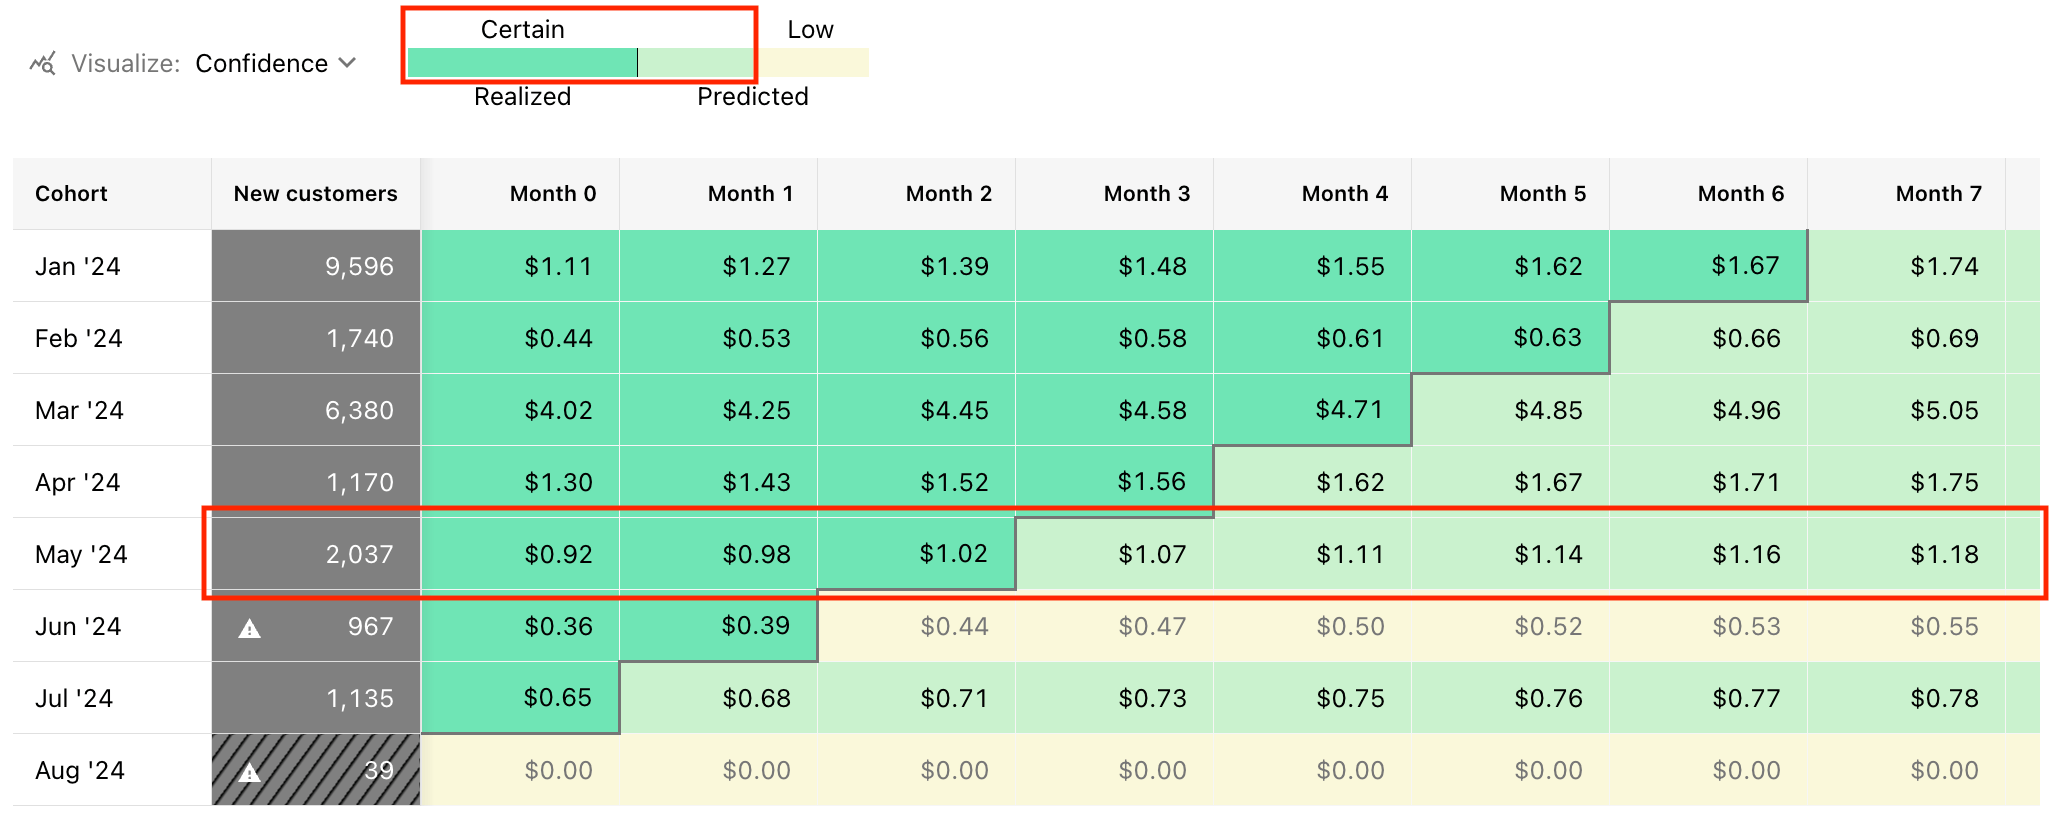 Certain Low
Visualize: Confidence
Realized Predicted
Cohort New customers Month 0 Month 1 Month 2 Month 3 Month 4 Month 5 Month 6 Month 7
Jan '24 9,596 $1.11 $1.27 $1.39 $1.48 $1.55 $1.62 $1.67 $1.74
Feb '24 1,740 $0.44 $0.53 $0.56 $0.58 $0.61 $0.63 $0.66 $0.69
Mar '24 6,380 $4.02 $4.25 $4.45 $4.58 $4.71 $4.85 $4.96 $5.05
Apr '24 1,170 $1.30 $1.43 $1.52 $1.56 $1.62 $1.67 $1.71 $1.75
May '24 2,037 $0.92 $0.98 $1.02 $1.07 $1.11 $1.14 $1.16 $1.18
Jun '24 967 $0.36 $0.39 $0.44 $0.47 $0.50 $0.52 $0.53 $0.55
Jul '24 1,135 $0.65 $0.68 $0.71 $0.73 $0.75 $0.76 $0.77 $0.78
Aug '24 39 $0.00 $0.00 $0.00 $0.00 $0.00 $0.00 $0.00 $0.00